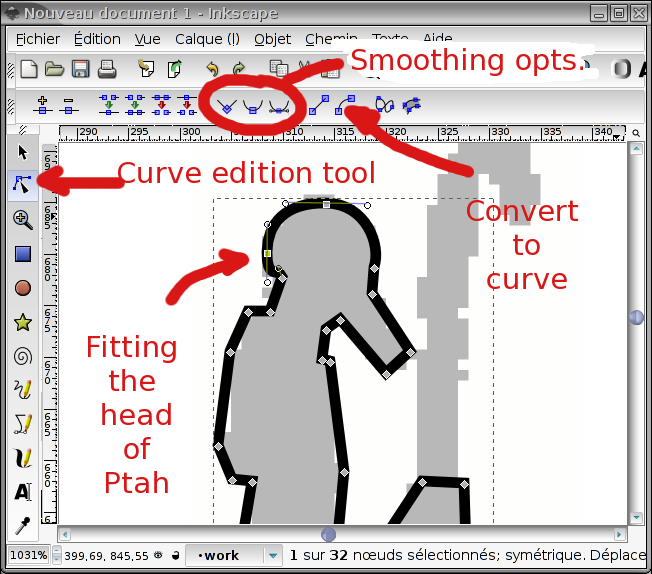 Nouveau document 1 - Inkscape
Fichier Édition Vue Calque (!) Objet Chemin Texte Aide
Smoothing opts.
290 300 310 315 320 325 330 335 340
Curve edition tool
Convert
to
curve
Fitting
the
head
of
Ptah
1031% 399,69, 845,55 •work 1 sur 32 nœuds sélectionnés; symétrique. Déplace